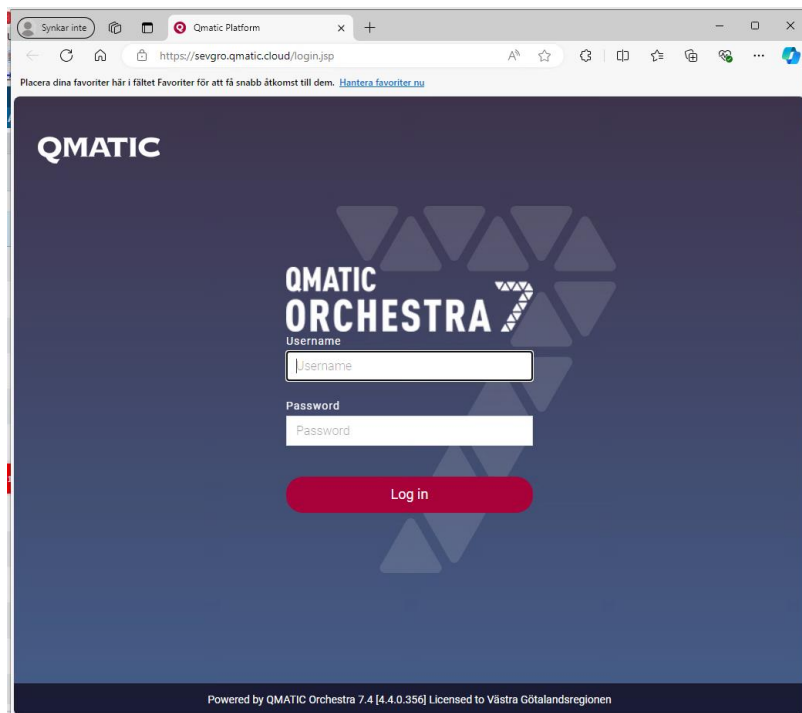 Synkar inte
Qmatic Platform
https://sevgro.qmatic.cloud/login.jsp
Placera dina favoriter här i fältet Favoriter för att få snabb åtkomst till dem. Hantera favoriter nu
QMATIC
QMATIC
ORCHESTRA 7
Username
Username
Password
Password
Log in
Powered by QMATIC Orchestra 7.4 [4.4.0.356] Licensed to Västra Götalandsregionen